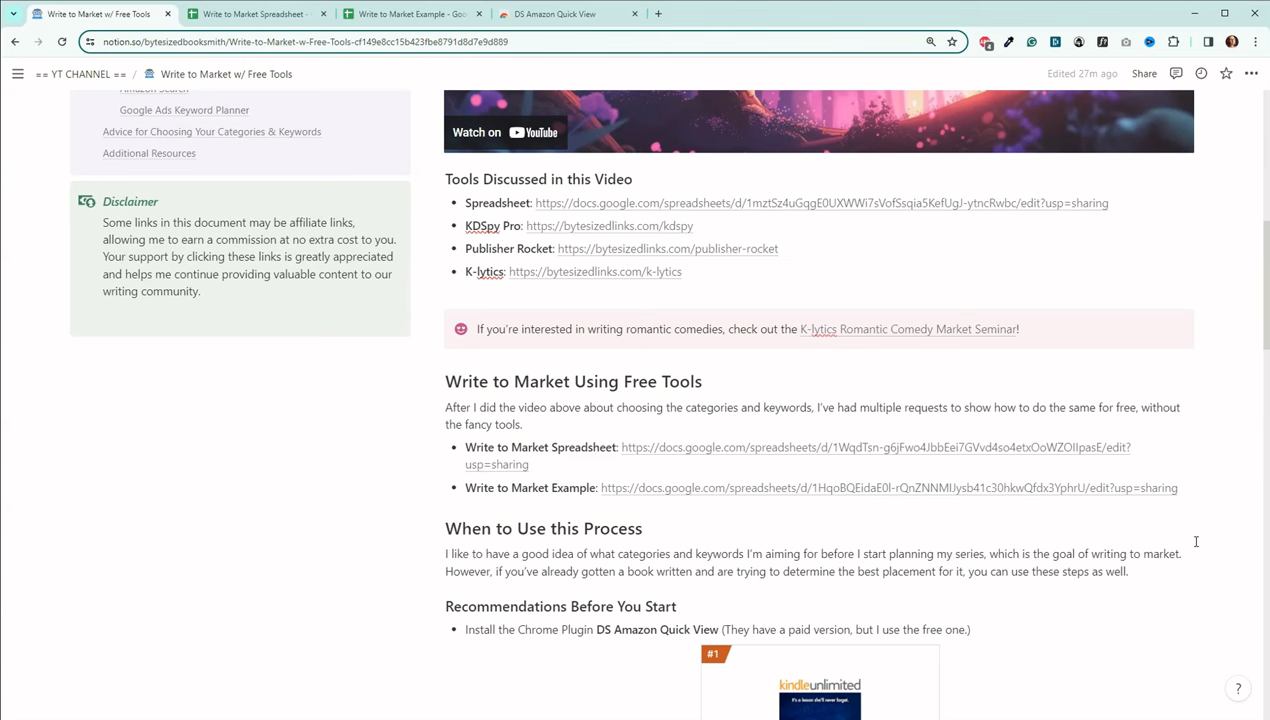 Write to Market w/ Free Tools
Write to Market Spreadsheet -
Write to Market Example - Goo
DS Amazon Quick View
notion.so/bytesizedbooksmith/Write-to-Market-w-Free-Tools-cf149e8cc15b423fbe8791d8d7e9d889
4
== YT CHANNEL == / Write to Market w/ Free Tools
Edited 27m ago
Share
Amazon Search
Google Ads Keyword Planner
Advice for Choosing Your Categories & Keywords
Additional Resources
Disclaimer
Some links in this document may be affiliate links,
allowing me to earn a commission at no extra cost to you.
Your support by clicking these links is greatly appreciated
and helps me continue providing valuable content to our
writing community.
Watch on YouTube
Tools Discussed in this Video
• Spreadsheet: https://docs.google.com/spreadsheets/d/1mztSz4uGqgE0UXWWi7sVofSsqia5KefUgJ-ytncRwbc/edit?usp=sharing
• KDSpy Pro: https://bytesizedlinks.com/kdspy
• Publisher Rocket: https://bytesizedlinks.com/publisher-rocket
• K-lytics: https://bytesizedlinks.com/k-lytics
If you're interested in writing romantic comedies, check out the K-lytics Romantic Comedy Market Seminar!
Write to Market Using Free Tools
After I did the video above about choosing the categories and keywords, I've had multiple requests to show how to do the same for free, without
the fancy tools.
• Write to Market Spreadsheet: https://docs.google.com/spreadsheets/d/1WqdTsn-g6jFwo4JbbEei7GVvd4so4etxOoWZOIIpasE/edit?
usp=sharing
• Write to Market Example: https://docs.google.com/spreadsheets/d/1HqoBQEidaE0l-rQnZNNMIJysb41c30hkwQfdx3YphrU/edit?usp=sharing
When to Use this Process
I like to have a good idea of what categories and keywords I'm aiming for before I start planning my series, which is the goal of writing to market.
However, if you've already gotten a book written and are trying to determine the best placement for it, you can use these steps as well.
Recommendations Before You Start
• Install the Chrome Plugin DS Amazon Quick View (They have a paid version, but I use the free one.)
#1
kindleunlimited
It's a lesson she'll never forget.
?